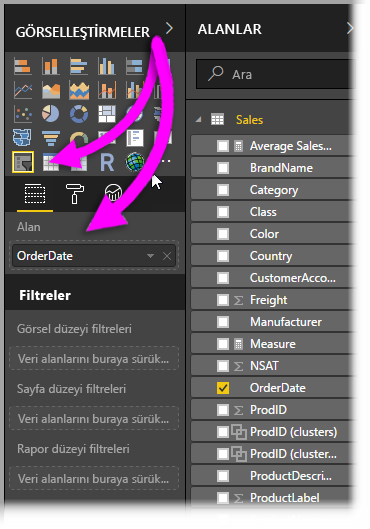 GÖRSELLEŞTİRMELER
R
Alan
OrderDate
Filtreler
Görsel düzeyi filtreleri
Veri alanlarını buraya sürük...
Sayfa düzeyi filtreleri
Veri alanlarını buraya sürük...
Rapor düzeyi filtreleri
Veri alanlarını buraya sürük...
ALANLAR
Ara
Sales
Average Sales...
BrandName
Category
Class
Color
Country
CustomerAcco...
Freight
Manufacturer
Measure
NSAT
OrderDate
ProdID
ProdID (clusters)
ProdID (cluster...
ProductDescri...
ProductLabel